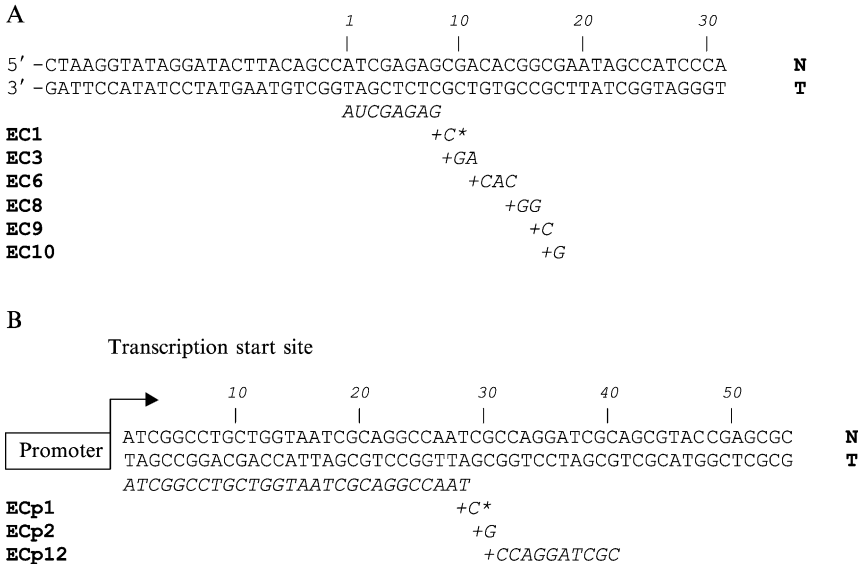 A
1 10 20 30
5′ –CTAAGGTATAGGATACTTACAGCCATCGAGAGCGACACGGCGAATAGCCATCCCA N
3′ –GATTCCATATCCTATGAATGTCGGTAGCTCTCGCTGTGCCGCTTATCGGTAGGGT T
AUCGAGAG
EC1 +C*
EC3 +GA
EC6 +CAC
EC8 +GG
EC9 +C
EC10 +G
B
Transcription start site
10 20 30 40 50
ATCGGCCTGCTGGTAATCGCAGGCCAATCGCCAGGATCGCAGCGTACCGAGCGC N
Promoter
TAGCCGGACGACCATTAGCGTCCGGTTAGCGGTCCTAGCGTCGCATGGCTCGCG T
ATCGGCCTGCTGGTAATCGCAGGCCAAT
ECp1 +C*
ECp2 +G
ECp12 +CCAGGATCGC